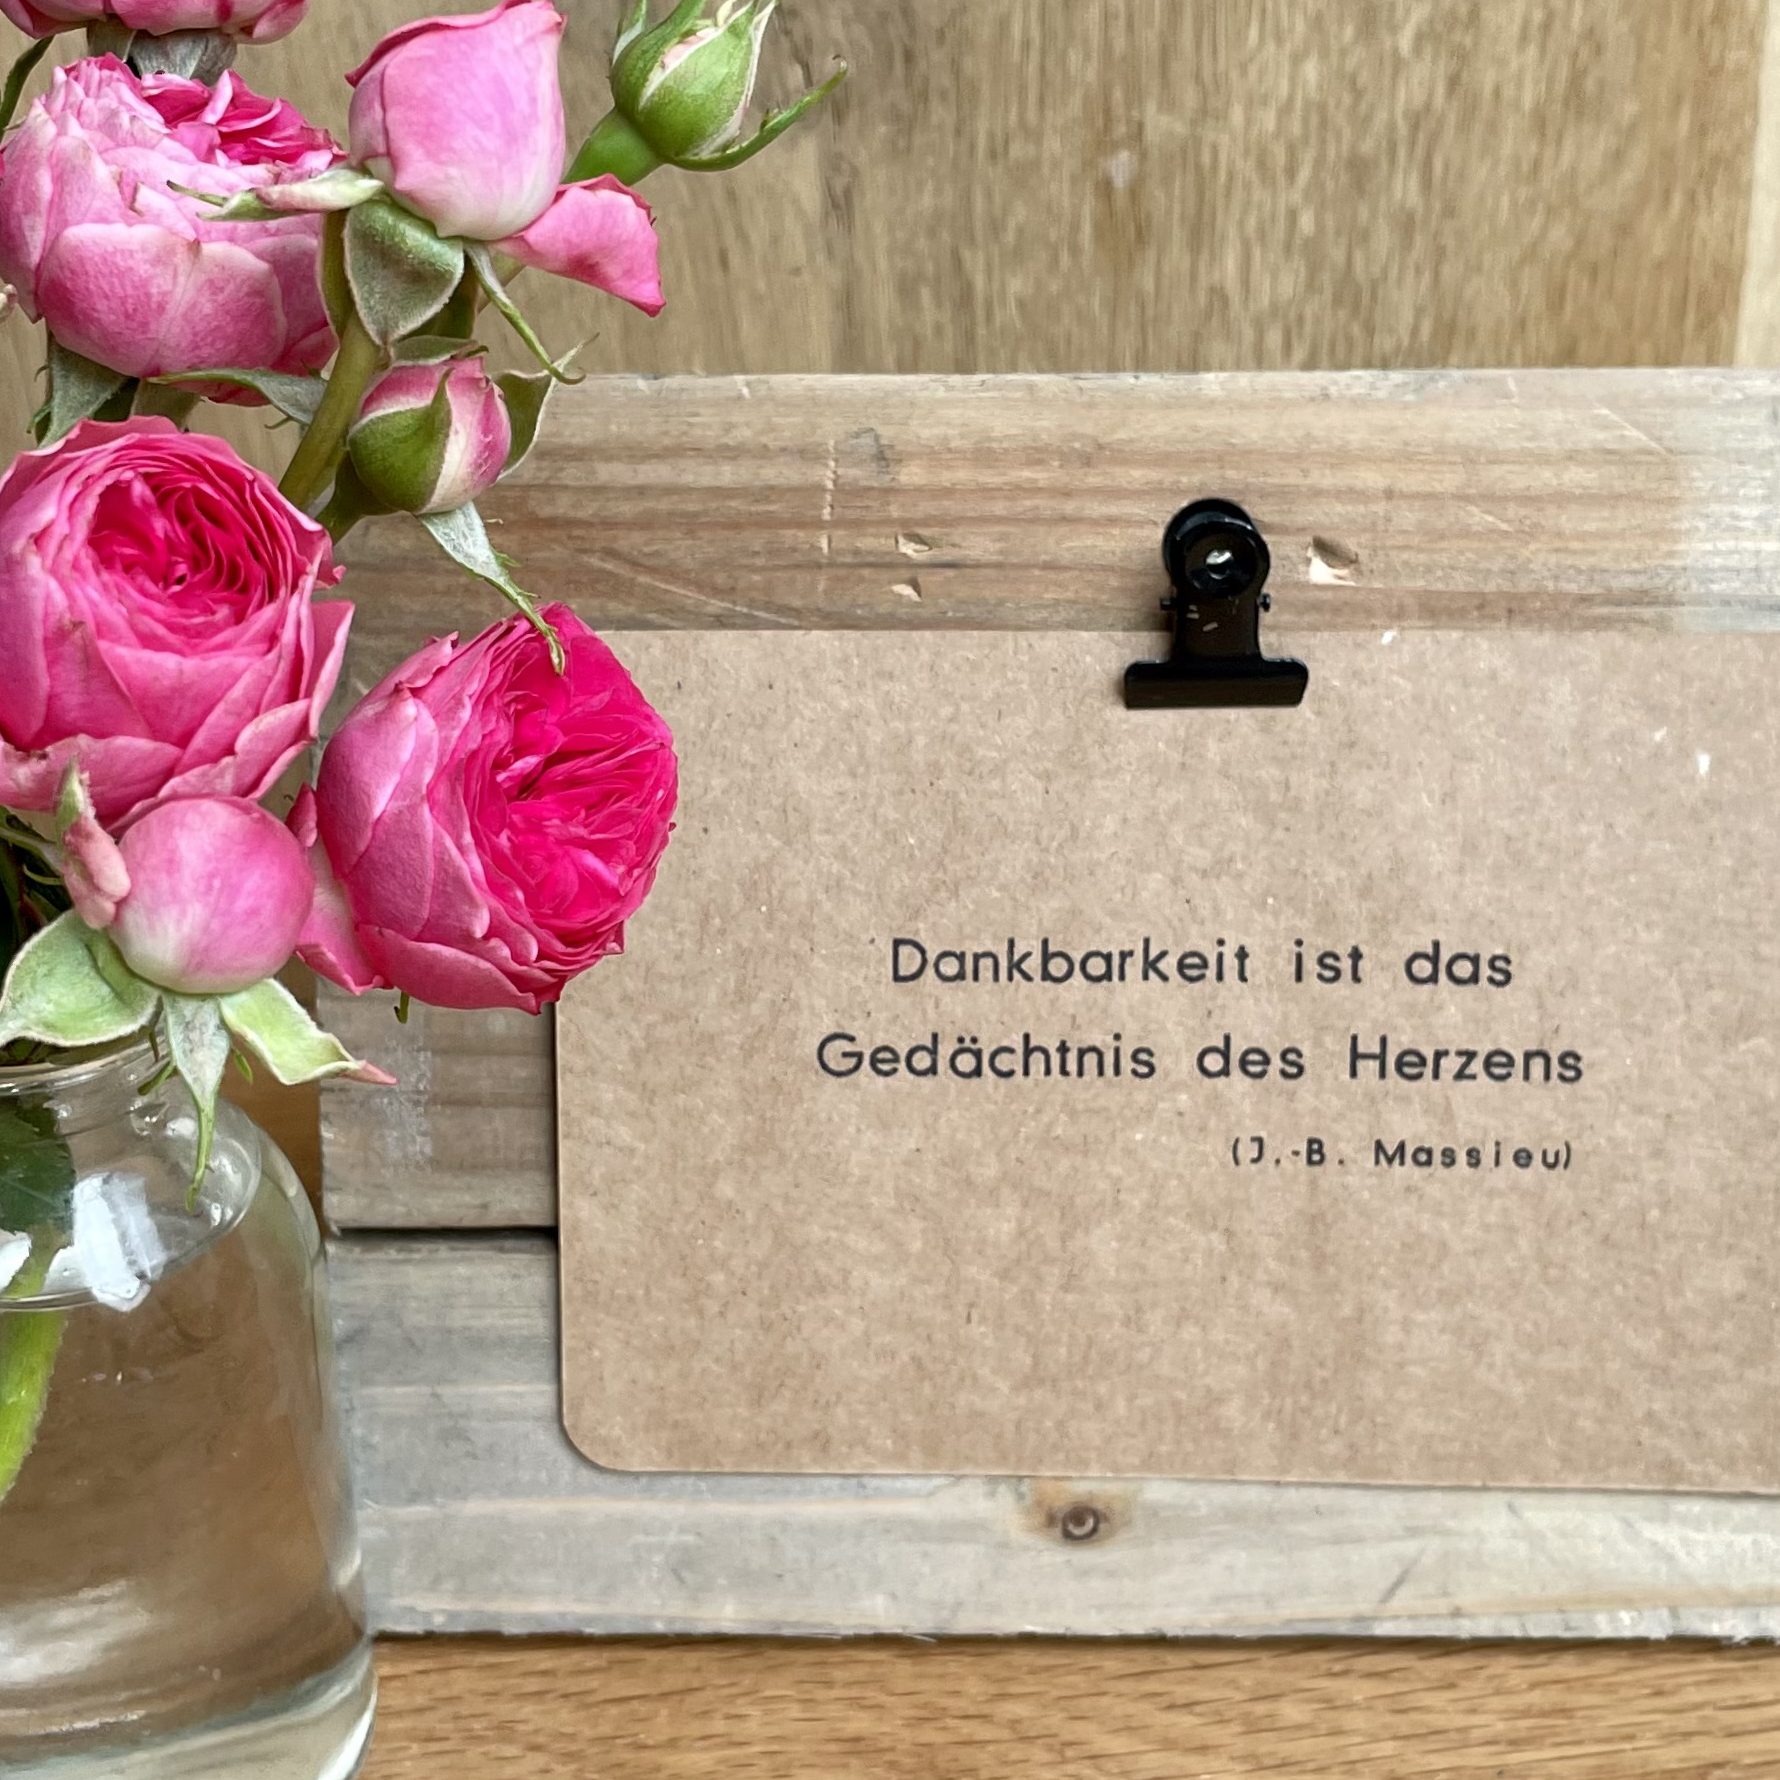 Dankbarkeit ist das
Gedächtnis des Herzens
(J.-B. Massieu)